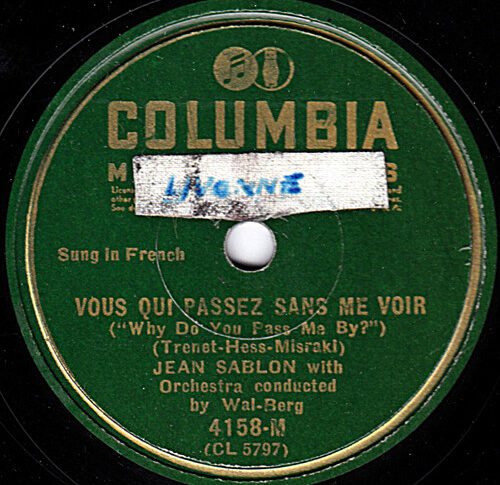 COLUMBIA
Sung in French
VOUS QUI PASSEZ SANS ME VOIR
("Why Do You Pass Me By?")
(Trenet-Hess-Misraki)
JEAN SABLON with
Orchestra conducted
by Wal-Berg
4158-M
(CL 5797)